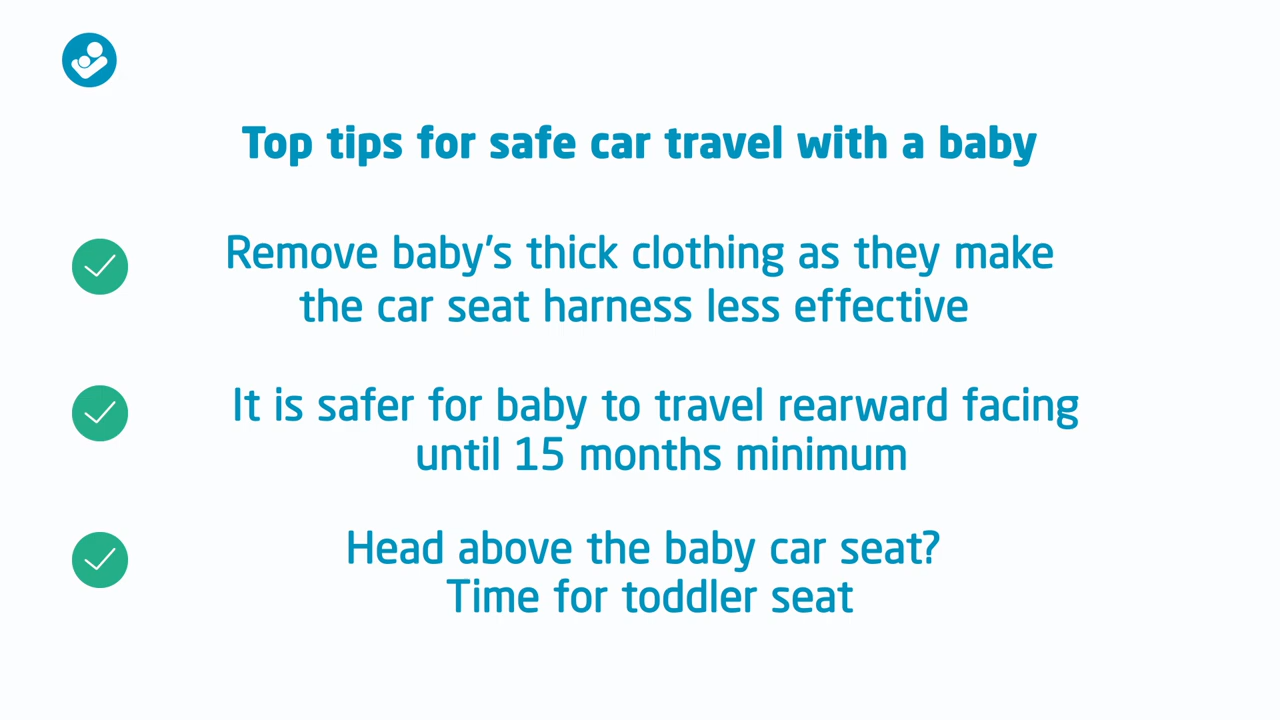 Top tips for safe car travel with a baby
Remove baby’s thick clothing as they make
the car seat harness less effective
It is safer for baby to travel rearward facing
until 15 months minimum
Head above the baby car seat?
Time for toddler seat